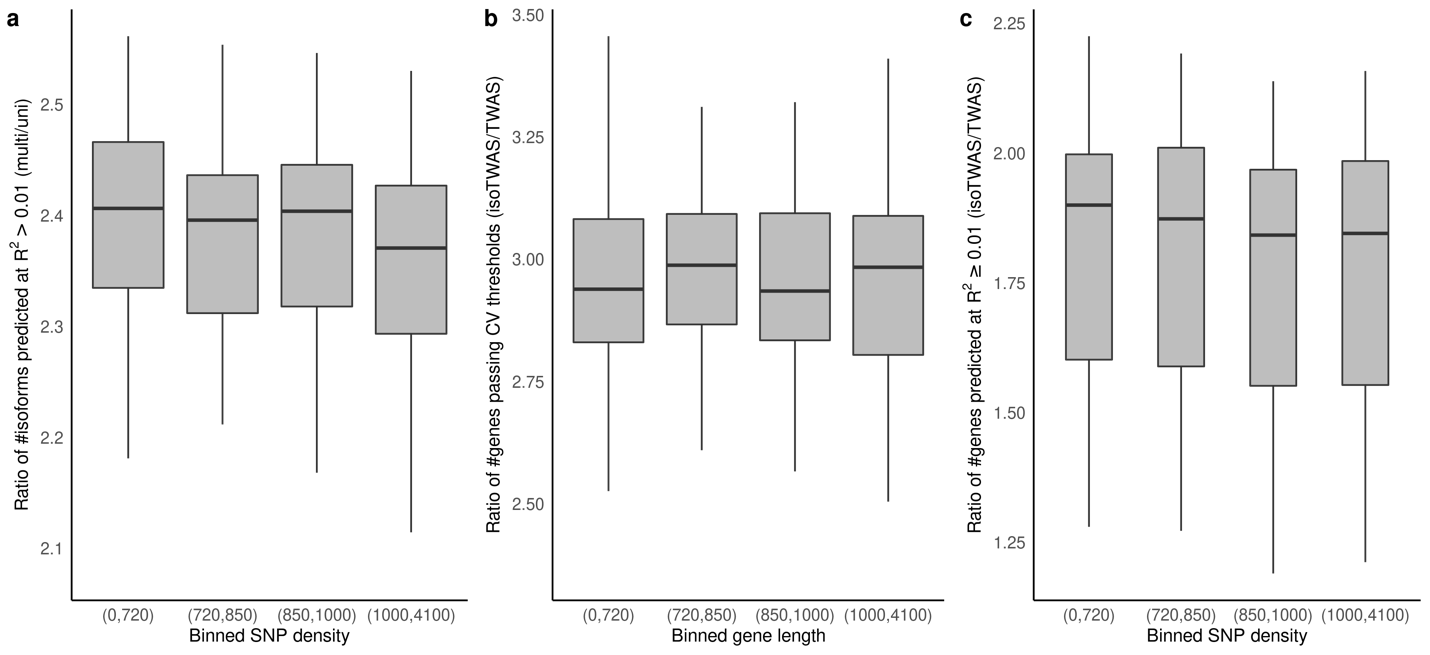 a
Ratio of #isoforms predicted at R² > 0.01 (multi/uni)
2.5
2.4
2.3
2.2
2.1
(0,720) (720,850) (850,1000) (1000,4100)
Binned SNP density
b
Ratio of #genes passing CV thresholds (isoTWAS/TWAS)
3.50
3.25
3.00
2.75
2.50
(0,720) (720,850) (850,1000) (1000,4100)
Binned gene length
c
Ratio of #genes predicted at R² ≥ 0.01 (isoTWAS/TWAS)
2.25
2.00
1.75
1.50
1.25
(0,720) (720,850) (850,1000) (1000,4100)
Binned SNP density